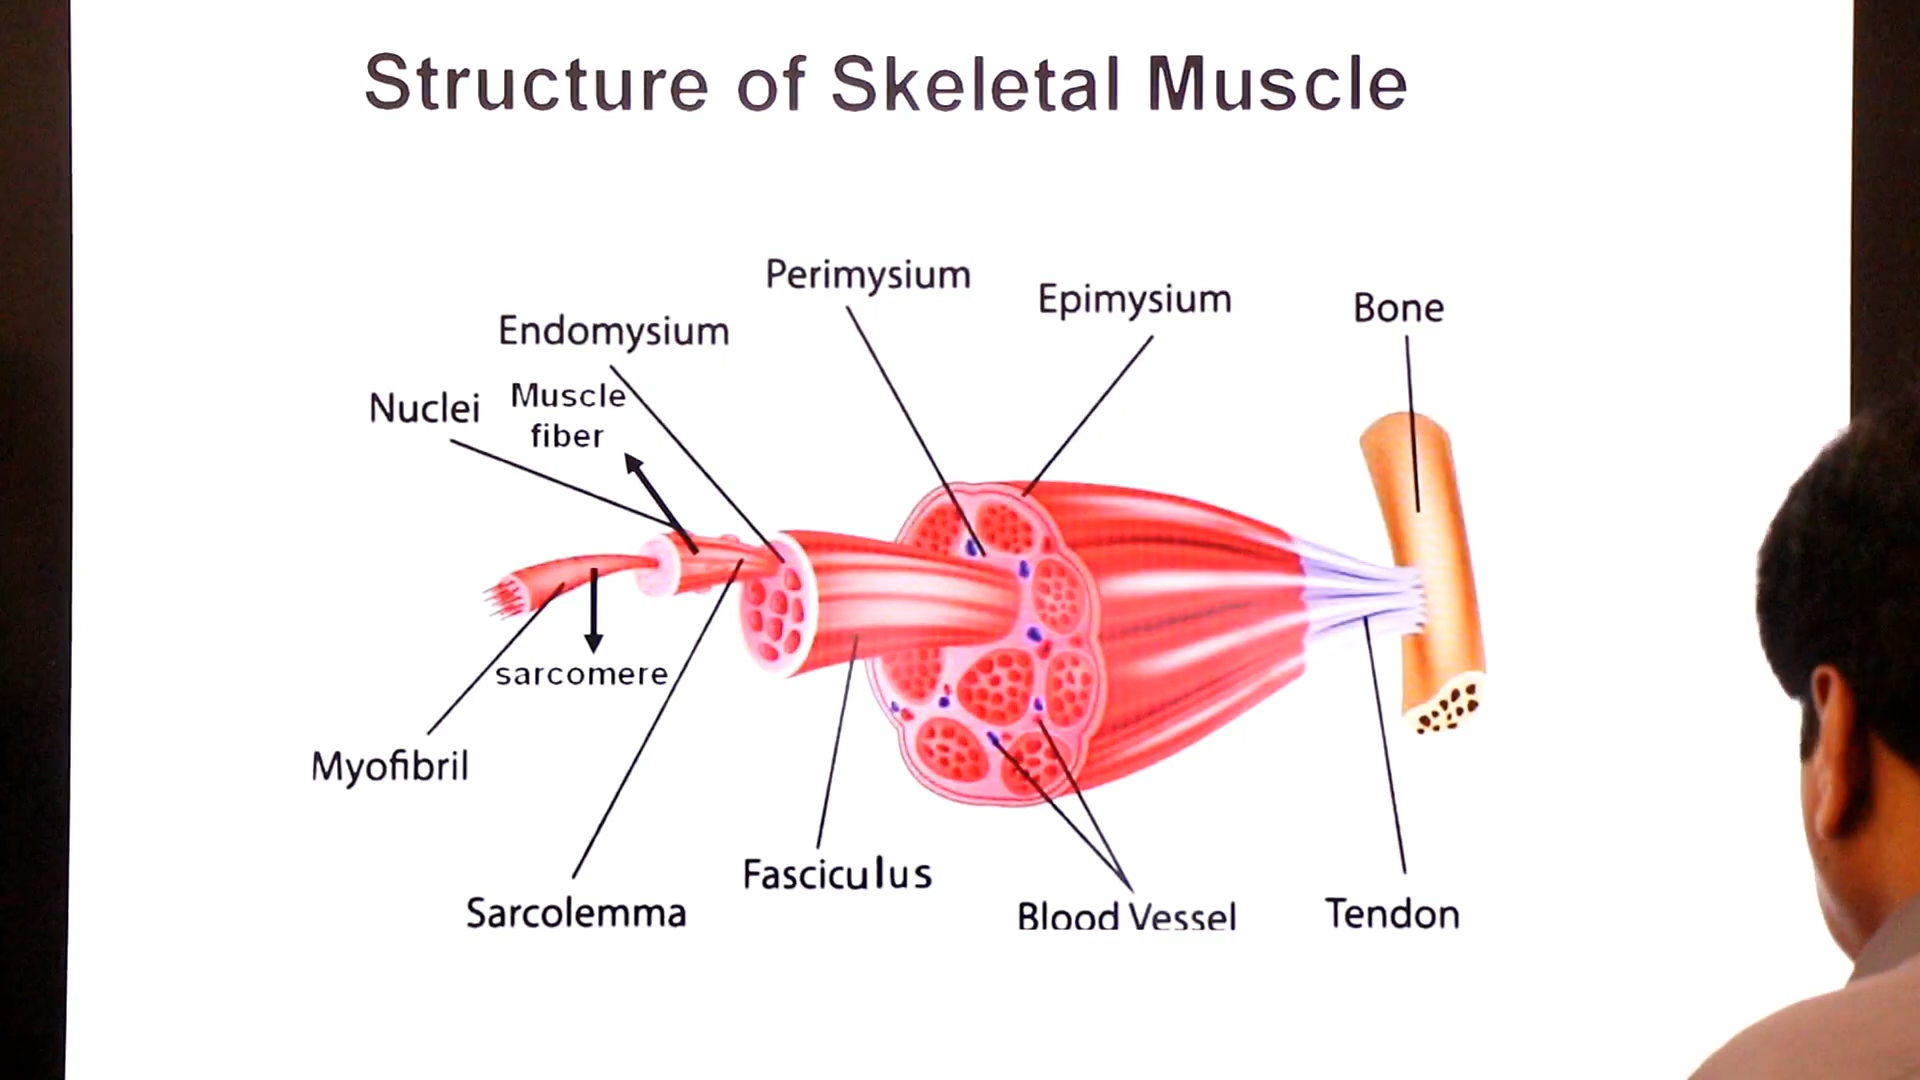 Structure of Skeletal Muscle
Perimysium
Epimysium
Bone
Endomysium
Nuclei
Muscle
fiber
sarcomere
Myofibril
Fasciculus
Sarcolemma
Blood Vessel
Tendon